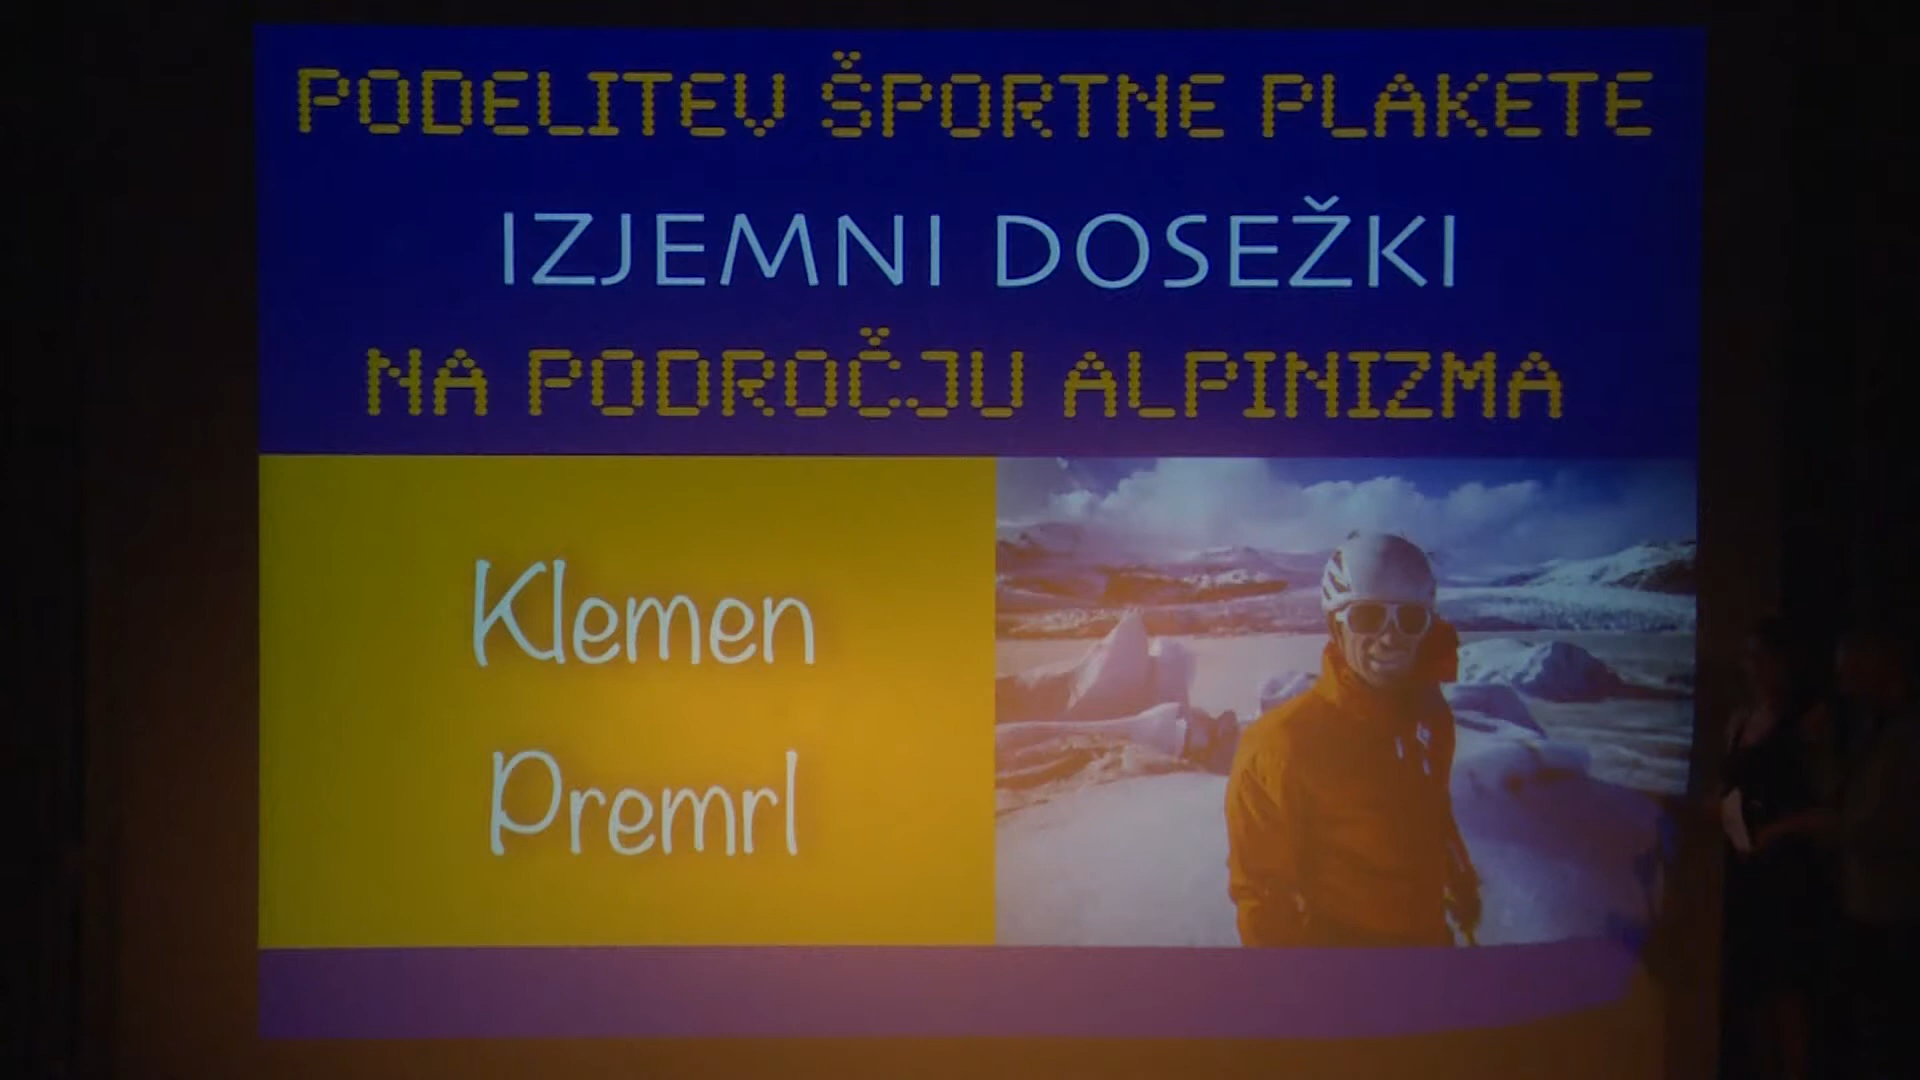 PODELITEV ŠPORTNE PLAKETE
IZJEMNI DOSEŽKI
NA PODROČJU ALPINIZMA
Klemen
Premrl